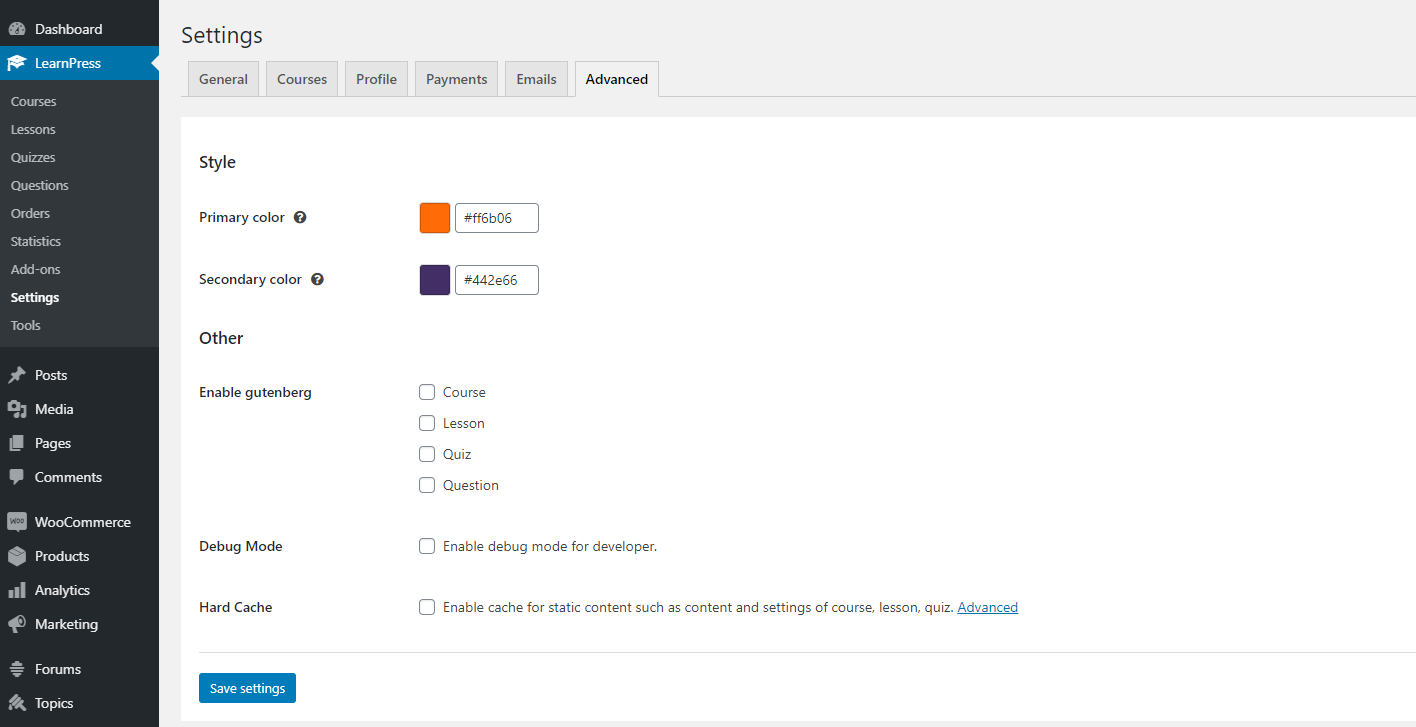 Dashboard
LearnPress
Courses
Lessons
Quizzes
Questions
Orders
Statistics
Add-ons
Settings
Tools
Posts
Media
Pages
Comments
WooCommerce
Products
Analytics
Marketing
Forums
Topics
Settings
General Courses Profile Payments Emails Advanced
Style
Primary color #ff6b06
Secondary color #442e66
Other
Enable gutenberg Course
Lesson
Quiz
Question
Debug Mode Enable debug mode for developer.
Hard Cache Enable cache for static content such as content and settings of course, lesson, quiz. Advanced
Save settings